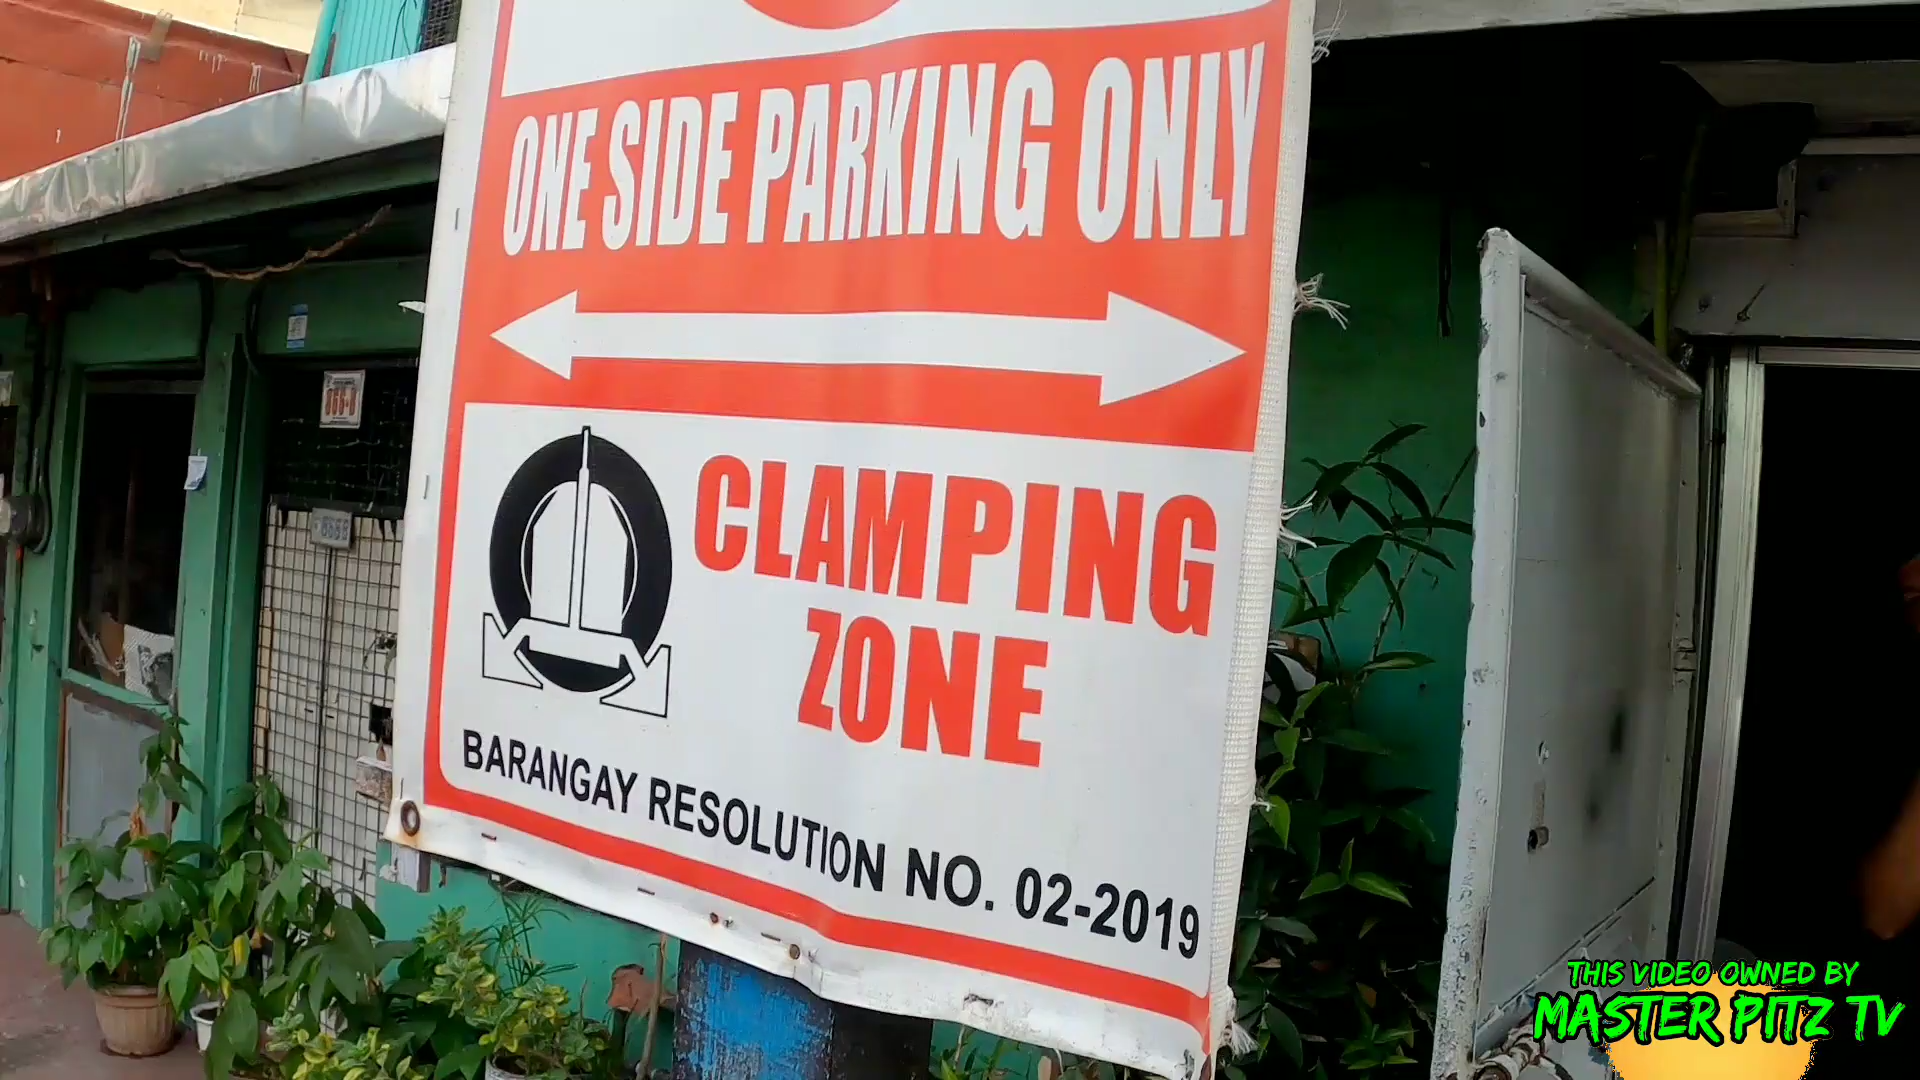 ONE SIDE PARKING ONLY
CLAMPING
ZONE
BARANGAY RESOLUTION NO. 02-2019
THIS VIDEO OWNED BY
MASTER PITZ TV